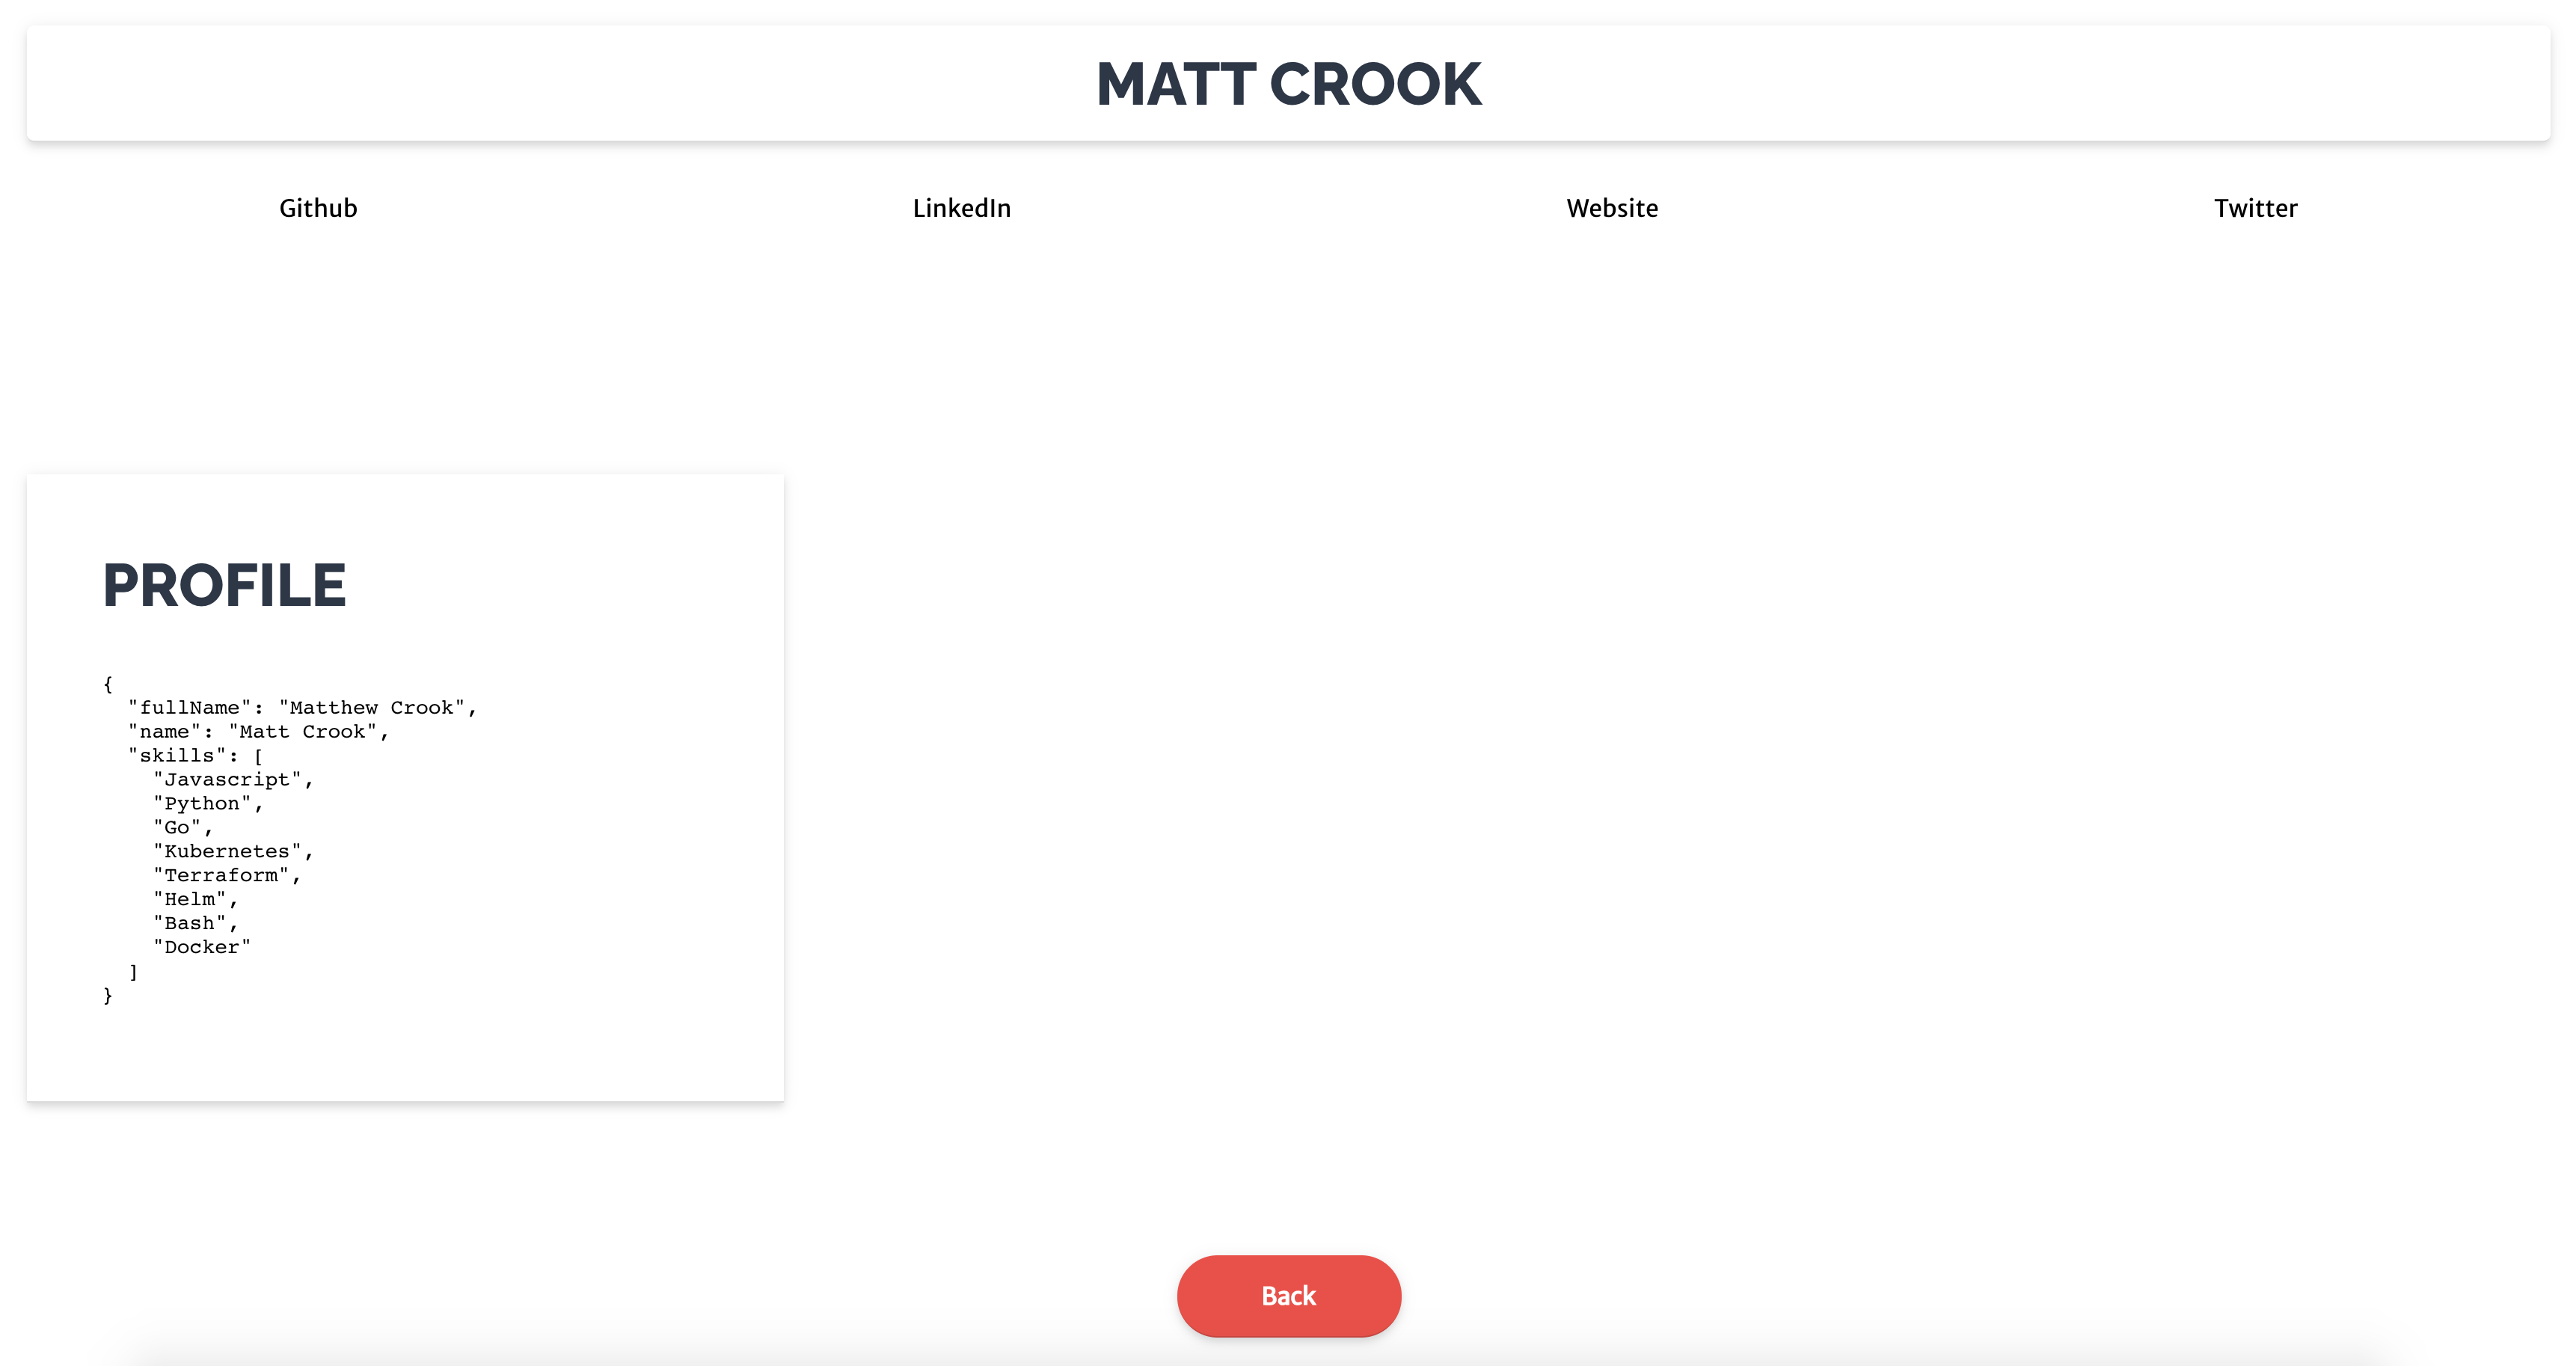 MATT CROOK
Github LinkedIn Website Twitter
PROFILE
{
  "fullName": "Matthew Crook",
  "name": "Matt Crook",
  "skills": [
    "Javascript",
    "Python",
    "Go",
    "Kubernetes",
    "Terraform",
    "Helm",
    "Bash",
    "Docker"
  ]
}
Back